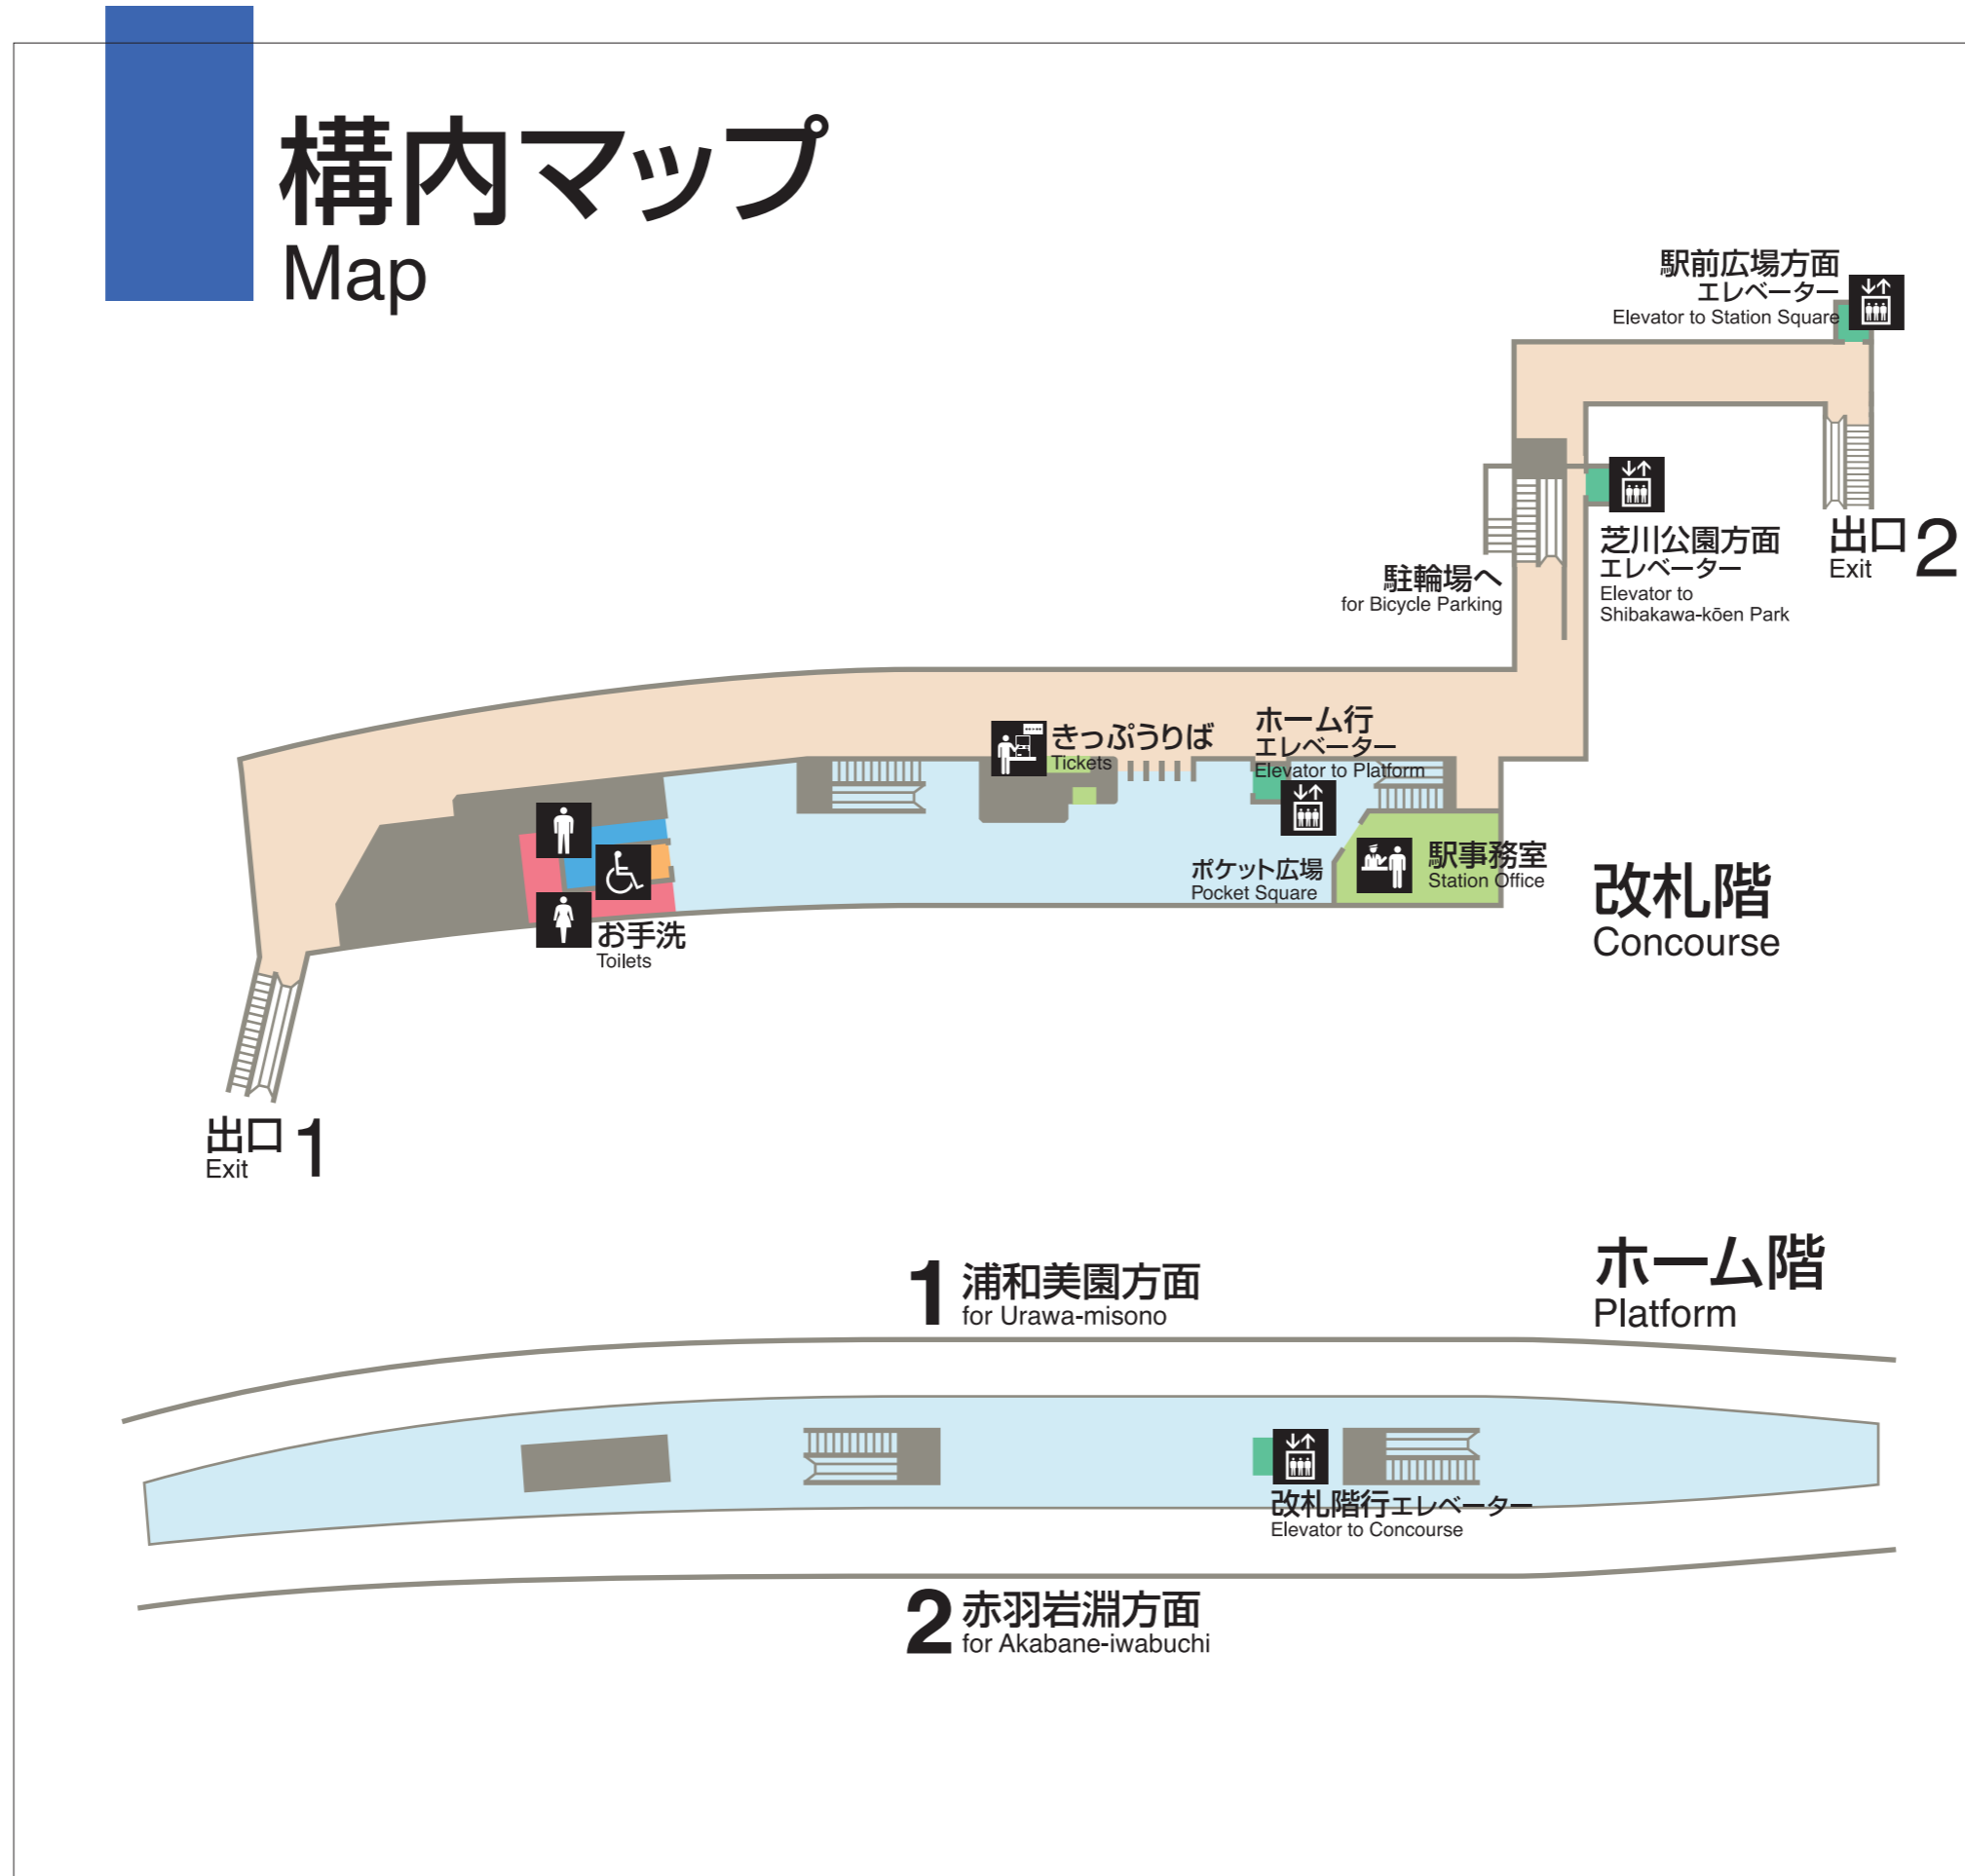 構内マップ
Map
駅前広場方面
エレベーター
Elevator to Station Square
芝川公園方面
エレベーター
Elevator to
Shibakawa-kōen Park
出口 2
Exit
駐輪場へ
for Bicycle Parking
きっぷうりば
Tickets
ホーム行
エレベーター
Elevator to Platform
ポケット広場
Pocket Square
駅事務室
Station Office
改札階
Concourse
お手洗
Toilets
出口 1
Exit
ホーム階
Platform
1 浦和美園方面
for Urawa-misono
改札階行エレベーター
Elevator to Concourse
2 赤羽岩淵方面
for Akabane-iwabuchi